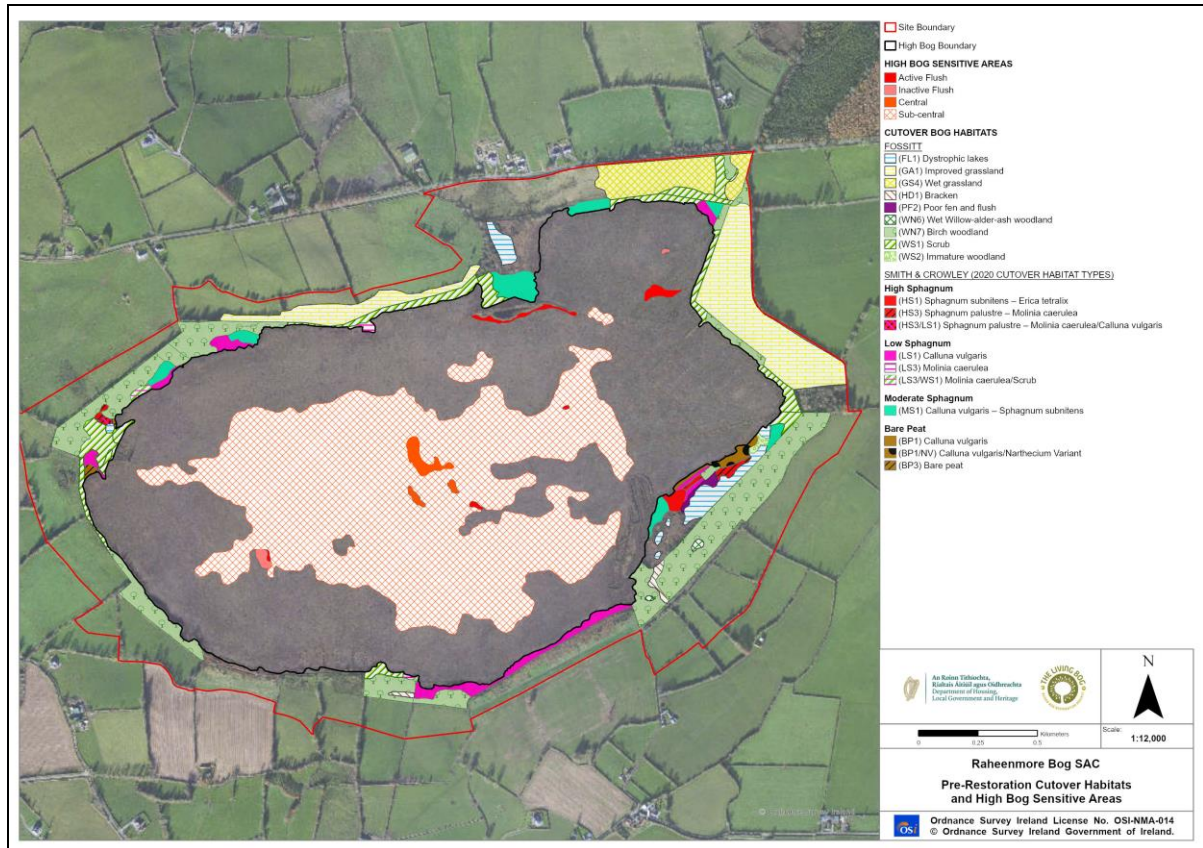 Site Boundary
High Bog Boundary
HIGH BOG SENSITIVE AREAS
Active Flush
Inactive Flush
Central
Sub-central
CUTOVER BOG HABITATS
FOSSITT
(FL1) Dystrophic lakes
(GA1) Improved grassland
(GS4) Wet grassland
(HD1) Bracken
(PF2) Poor fen and flush
(WN6) Wet Willow-alder-ash woodland
(WN7) Birch woodland
(WS1) Scrub
(WS2) Immature woodland
SMITH & CROWLEY (2020 CUTOVER HABITAT TYPES)
High Sphagnum
(HS1) Sphagnum subnitens – Erica tetralix
(HS3) Sphagnum palustre – Molinia caerulea
(HS3/LS1) Sphagnum palustre – Molinia caerulea/Calluna vulgaris
Low Sphagnum
(LS1) Calluna vulgaris
(LS3) Molinia caerulea
(LS3/WS1) Molinia caerulea/Scrub
Moderate Sphagnum
(MS1) Calluna vulgaris – Sphagnum subnitens
Bare Peat
(BP1) Calluna vulgaris
(BP1/NV) Calluna vulgaris/Narthecium Variant
(BP3) Bare peat
An Roinn Tithíochta,
Rialtais Áitiúil agus Oidhreachta
Department of Housing,
Local Government and Heritage
THE LIVING BOG
N
Kilometers
0 0.25 0.5
Scale:
1:12,000
Raheenmore Bog SAC
Pre-Restoration Cutover Habitats
and High Bog Sensitive Areas
OSi
Ordnance Survey Ireland License No. OSI-NMA-014
© Ordnance Survey Ireland Government of Ireland.